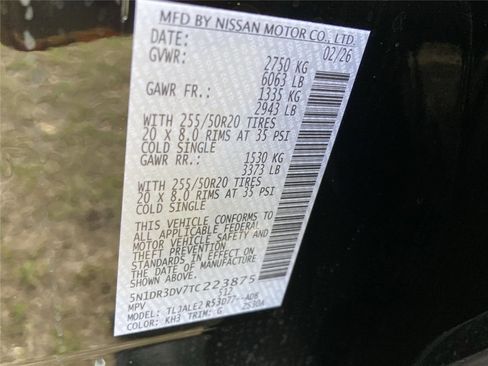 MFD BY NISSAN MOTOR CO., LTD.
DATE: 02/26
GVWR: 2750 KG
6063 LB
GAWR FR.: 1335 KG
2943 LB
WITH 255/50R20 TIRES
20 X 8.0 RIMS AT 35 PSI
COLD SINGLE
GAWR RR.: 1530 KG
3373 LB
WITH 255/50R20 TIRES
20 X 8.0 RIMS AT 35 PSI
COLD SINGLE
THIS VEHICLE CONFORMS TO
ALL APPLICABLE FEDERAL
MOTOR VEHICLE SAFETY AND
THEFT PREVENTION
STANDARDS IN EFFECT ON
THE DATE OF MANUFACTURE
SHOWN ABOVE.
5N1DR3DV7TC223875
MPV
MODEL: TLJALE2
COLOR: KH3 TRIM: G